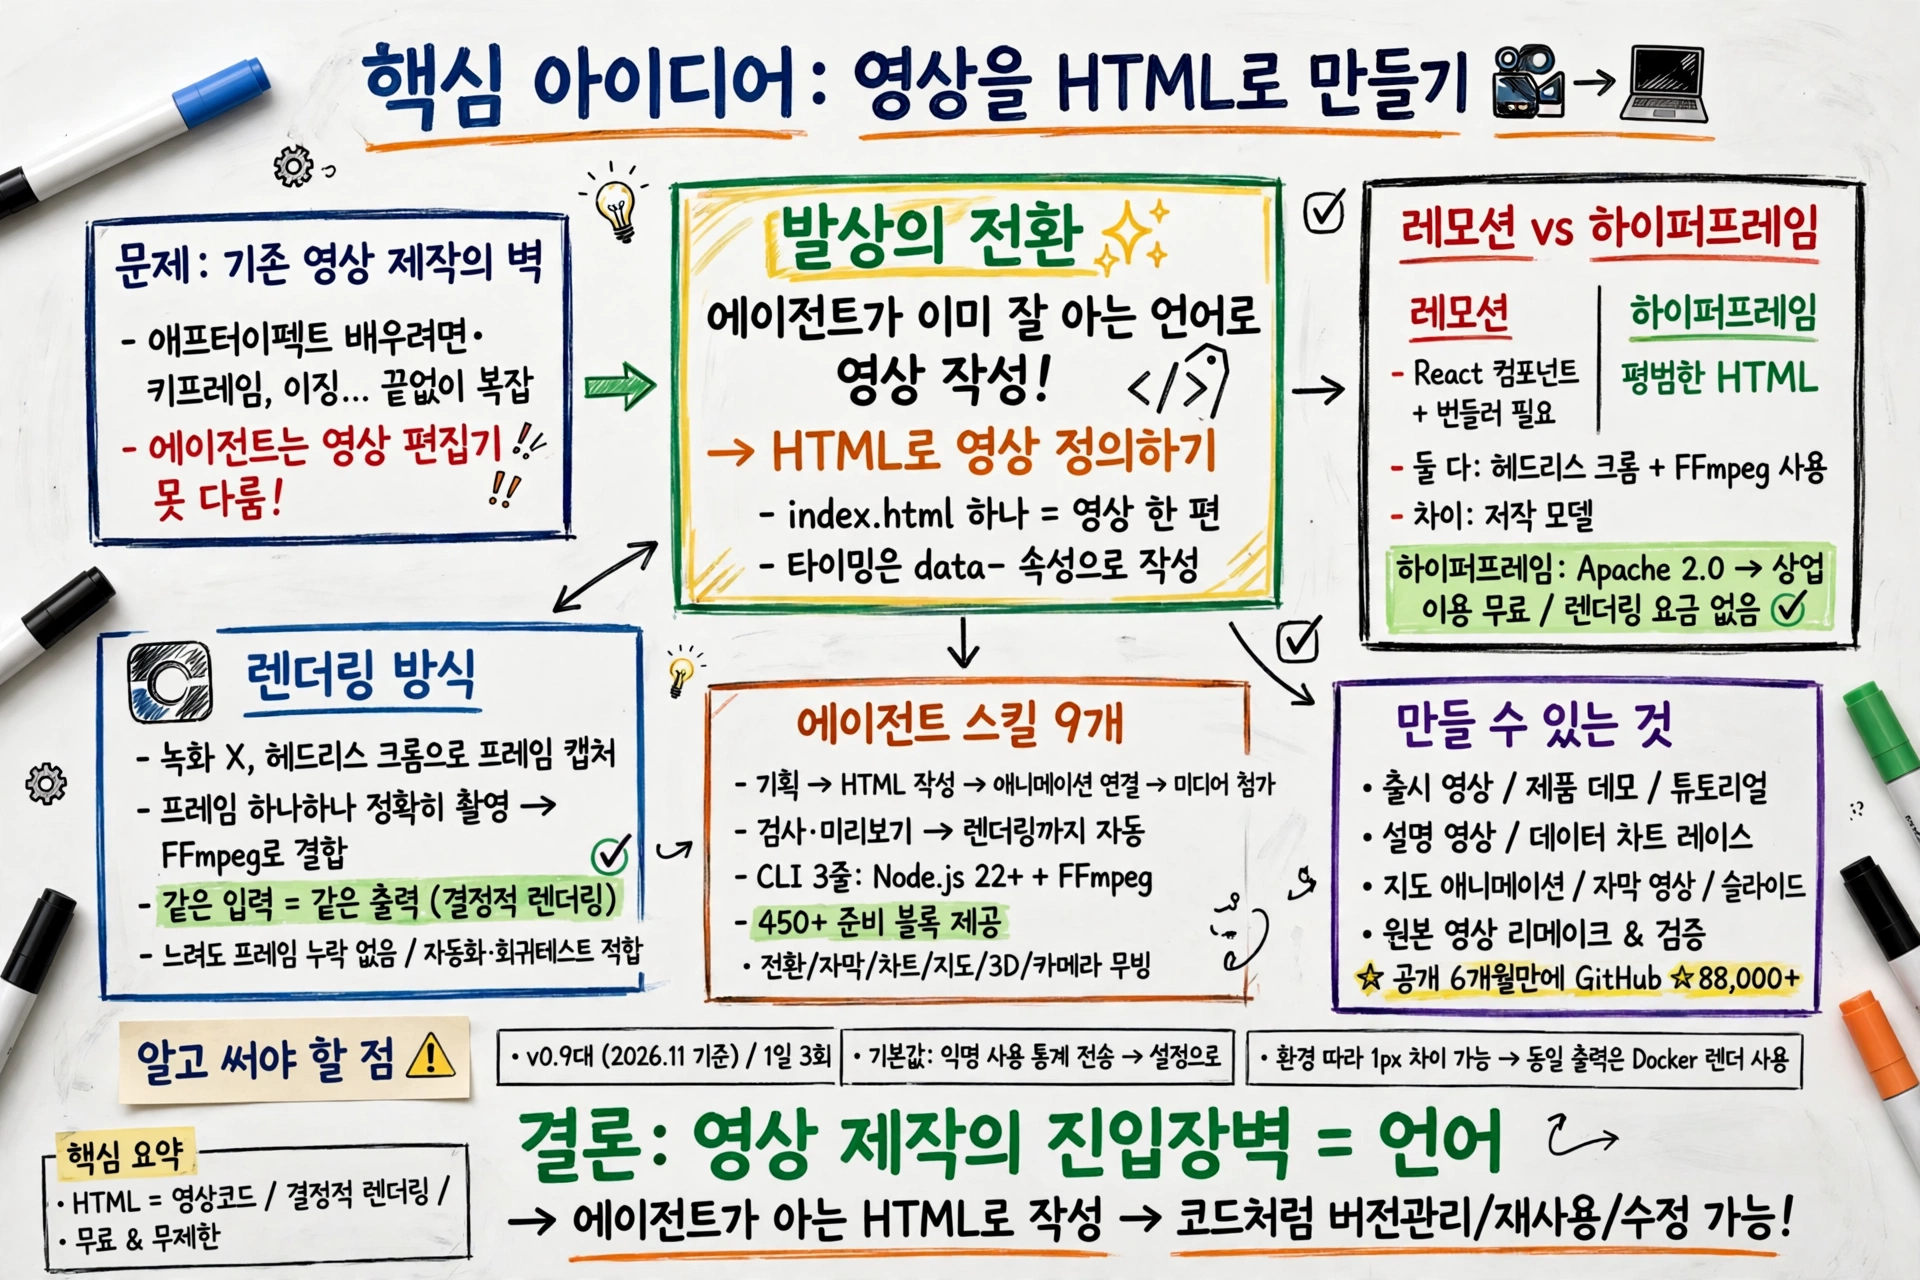 핵심 아이디어: 영상을 HTML로 만들기
문제: 기존 영상 제작의 벽
- 애프터이펙트 배우려면·
키프레임, 이징... 끝없이 복잡
- 에이전트는 영상 편집기
못 다룸!
발상의 전환
에이전트가 이미 잘 아는 언어로
영상 작성!
</>
→ HTML로 영상 정의하기
- index.html 하나 = 영상 한 편
- 타이밍은 data- 속성으로 작성
레모션 vs 하이퍼프레임
레모션
- React 컴포넌트
+ 번들러 필요
하이퍼프레임
평범한 HTML
- 둘 다: 헤드리스 크롬 + FFmpeg 사용
- 차이: 저작 모델
하이퍼프레임: Apache 2.0 → 상업
이용 무료 / 렌더링 요금 없음
렌더링 방식
- 녹화 X, 헤드리스 크롬으로 프레임 캡처
- 프레임 하나하나 정확히 촬영 →
FFmpeg로 결합
- 같은 입력 = 같은 출력 (결정적 렌더링)
- 느려도 프레임 누락 없음 / 자동화·회귀테스트 적합
에이전트 스킬 9개
- 기획 → HTML 작성 → 애니메이션 연결 → 미디어 첨가
- 검사·미리보기 → 렌더링까지 자동
- CLI 3줄: Node.js 22+ + FFmpeg
- 450+ 준비 블록 제공
• 전환/자막/차트/지도/3D/카메라 무빙
만들 수 있는 것
• 출시 영상 / 제품 데모 / 튜토리얼
• 설명 영상 / 데이터 차트 레이스
• 지도 애니메이션 / 자막 영상 / 슬라이드
• 원본 영상 리메이크 & 검증
☆ 공개 6개월만에 GitHub ☆88,000+
알고 써야 할 점
• v0.9대 (2026.11 기준) / 1일 3회
• 기본값: 익명 사용 통계 전송 → 설정으로
• 환경 따라 1px 차이 가능 → 동일 출력은 Docker 렌더 사용
핵심 요약
• HTML = 영상코드 / 결정적 렌더링 /
• 무료 & 무제한
결론: 영상 제작의 진입장벽 = 언어
→ 에이전트가 아는 HTML로 작성 → 코드처럼 버전관리/재사용/수정 가능!